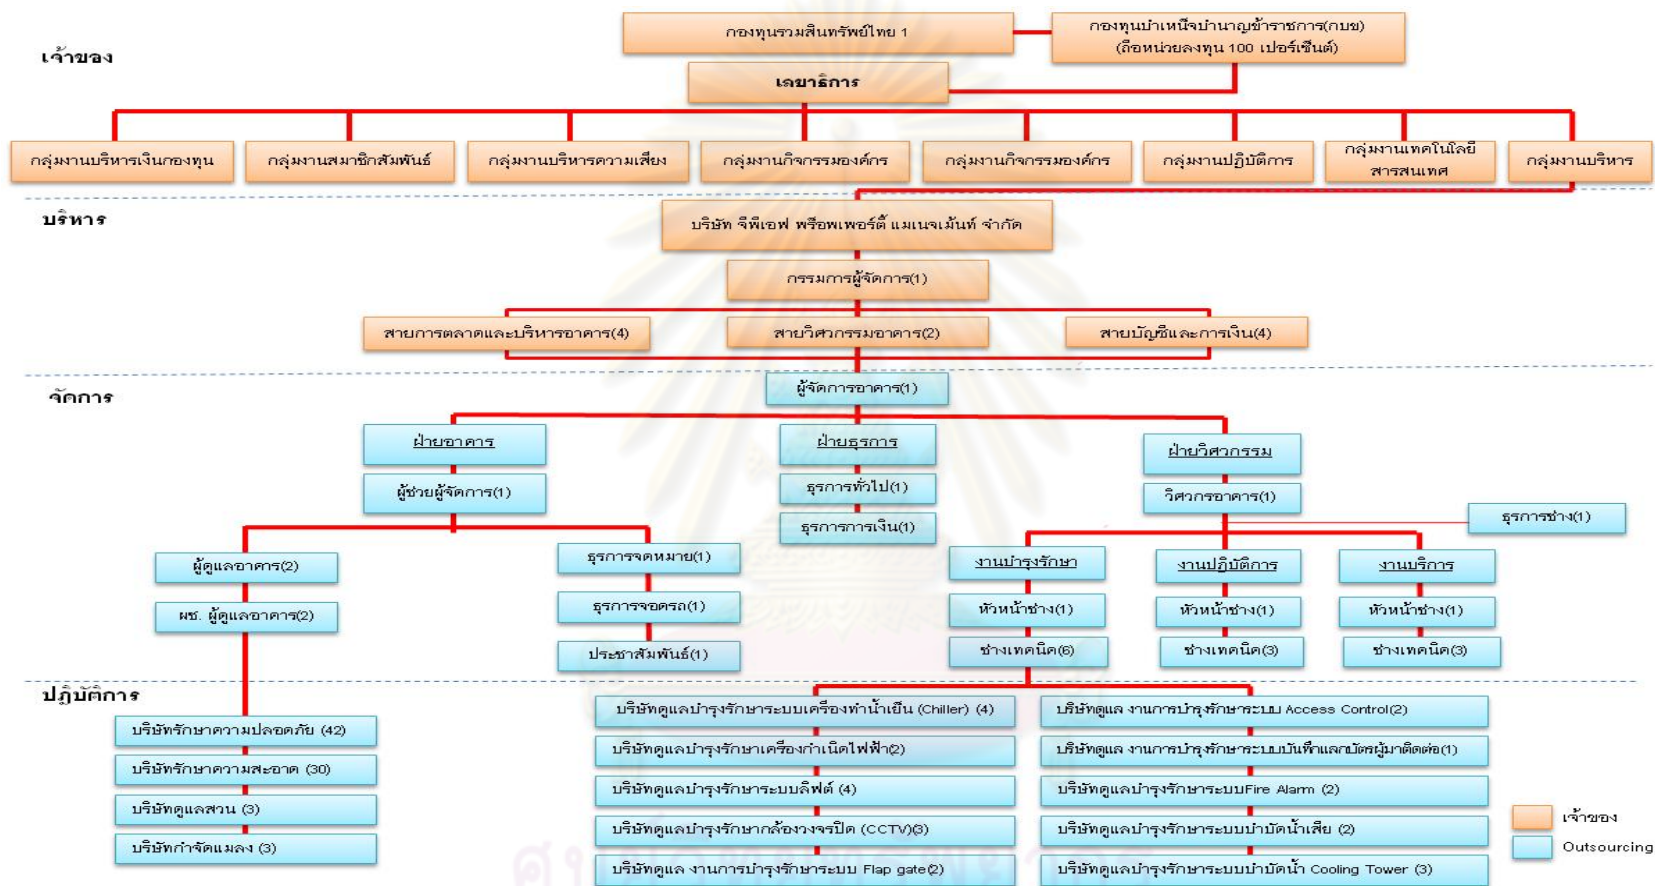 กองทุนรวมสินทรัพย์ไทย 1
กองทุนบำเหน็จบำนาญข้าราชการ(กบข)
(ถือหน่วยลงทุน 100 เปอร์เซ็นต์)
เจ้าของ
เลขาธิการ
กลุ่มงานบริหารเงินกองทุน
กลุ่มงานสมาชิกสัมพันธ์
กลุ่มงานบริหารความเสี่ยง
กลุ่มงานกิจกรรมองค์กร
กลุ่มงานกิจกรรมองค์กร
กลุ่มงานปฏิบัติการ
กลุ่มงานเทคโนโลยี
สารสนเทศ
กลุ่มงานบริหาร
บริหาร
บริษัท จีพีเอฟ พร๊อพเพอร์ตี้ แมเนจเม้นท์ จำกัด
กรรมการผู้จัดการ(1)
สายการตลาดและบริหารอาคาร(4)
สายวิศวกรรมอาคาร(2)
สายบัญชีและการเงิน(4)
จัดการ
ผู้จัดการอาคาร(1)
ฝ่ายอาคาร
ฝ่ายธุรการ
ฝ่ายวิศวกรรม
ผู้ช่วยผู้จัดการ(1)
ธุรการทั่วไป(1)
วิศวกรอาคาร(1)
ธุรการการเงิน(1)
ธุรการช่าง(1)
ผู้ดูแลอาคาร(2)
ธุรการจดหมาย(1)
งานบำรุงรักษา
งานปฏิบัติการ
งานบริการ
ผช. ผู้ดูแลอาคาร(2)
ธุรการจอดรถ(1)
หัวหน้าช่าง(1)
หัวหน้าช่าง(1)
หัวหน้าช่าง(1)
ประชาสัมพันธ์(1)
ช่างเทคนิค(6)
ช่างเทคนิค(3)
ช่างเทคนิค(3)
ปฏิบัติการ
บริษัทรักษาความปลอดภัย (42)
บริษัทรักษาความสะอาด (30)
บริษัทดูแลสวน (3)
บริษัทกำจัดแมลง (3)
บริษัทดูแลบำรุงรักษาระบบเครื่องทำน้ำเย็น (Chiller) (4)
บริษัทดูแลบำรุงรักษาเครื่องกำเนิดไฟฟ้า(2)
บริษัทดูแลบำรุงรักษาระบบลิฟต์ (4)
บริษัทดูแลบำรุงรักษากล้องวงจรปิด (CCTV)(3)
บริษัทดูแล งานการบำรุงรักษาระบบ Flap gate(2)
บริษัทดูแล งานการบำรุงรักษาระบบ Access Control(2)
บริษัทดูแล งานการบำรุงรักษาระบบบันทึกแลกบัตรผู้มาติดต่อ(1)
บริษัทดูแลบำรุงรักษาระบบFire Alarm (2)
บริษัทดูแลบำรุงรักษาระบบบำบัดน้ำเสีย (2)
บริษัทดูแลบำรุงรักษาระบบบำบัดน้ำ Cooling Tower (3)
เจ้าของ
Outsourcing